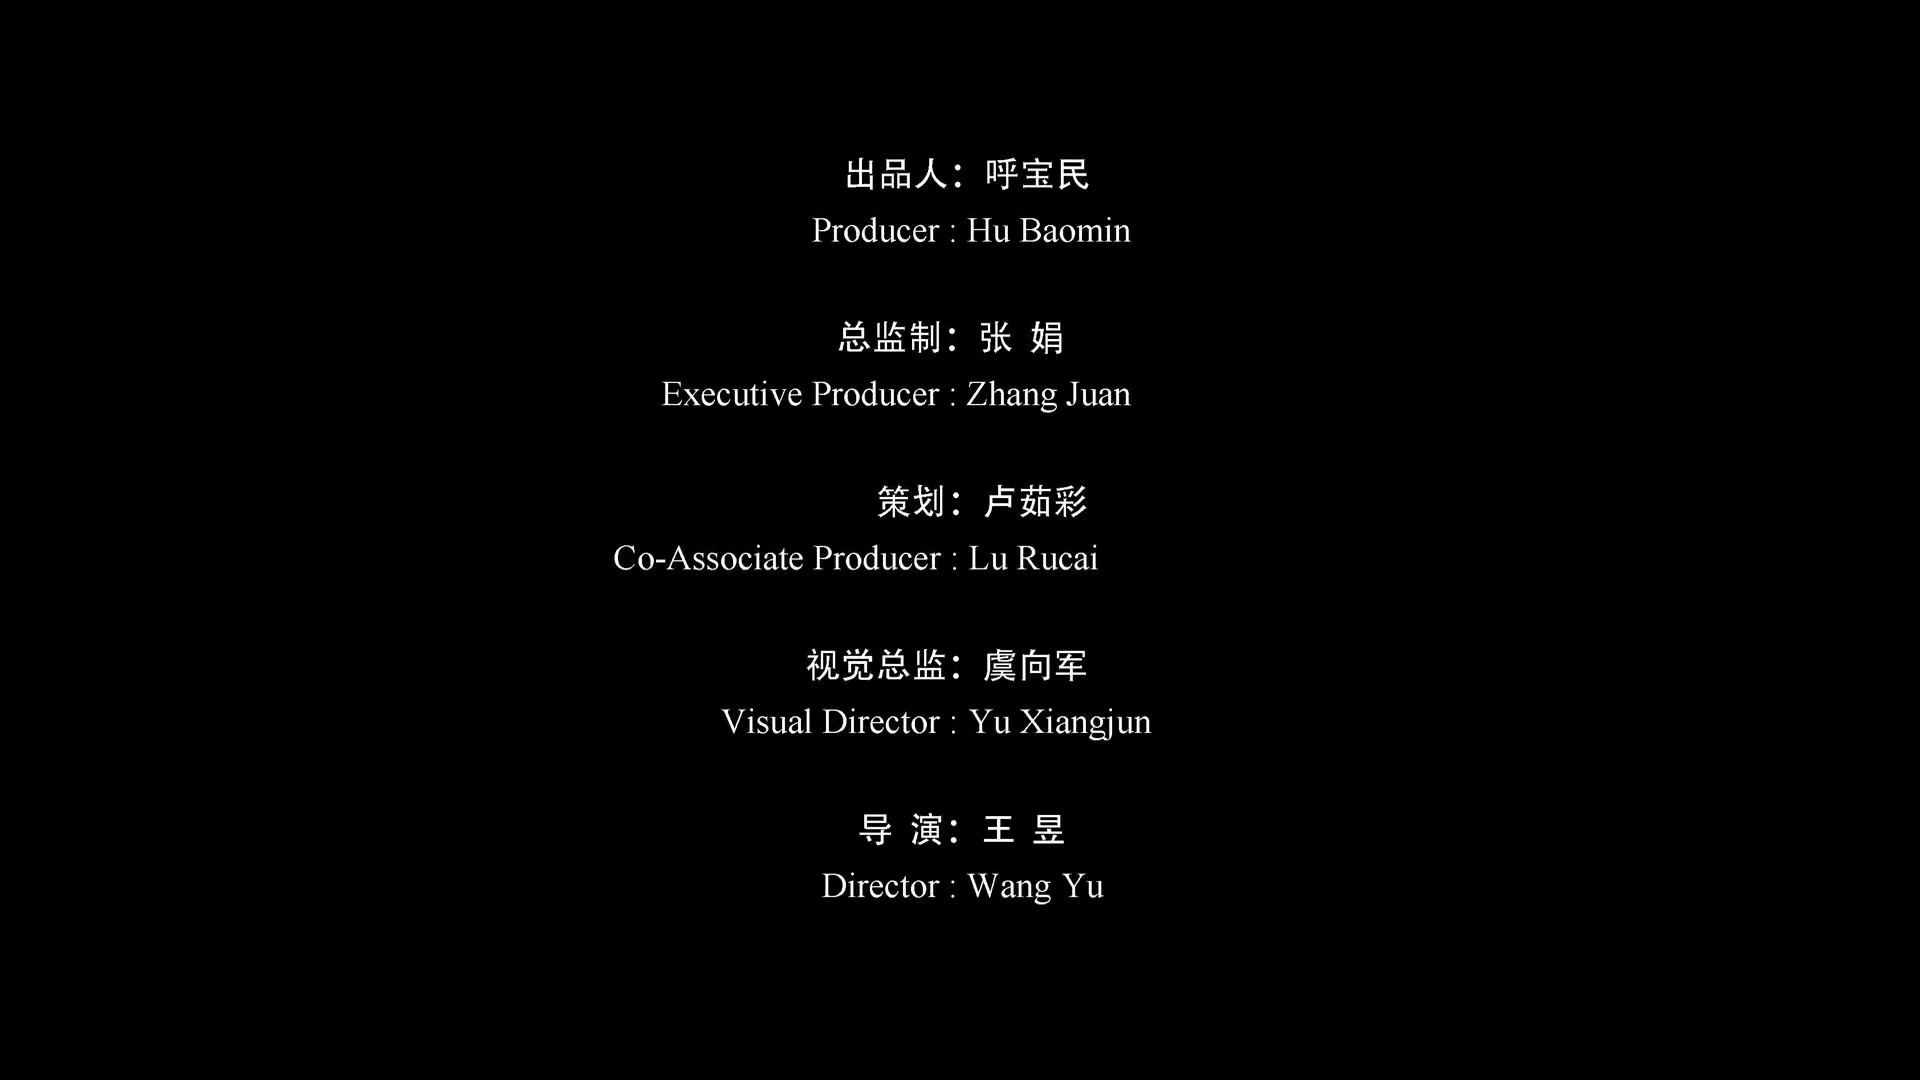 出品人：呼宝民
Producer : Hu Baomin
总监制：张 娟
Executive Producer : Zhang Juan
策划：卢茹彩
Co-Associate Producer : Lu Rucai
视觉总监：虞向军
Visual Director : Yu Xiangjun
导 演：王 昱
Director : Wang Yu